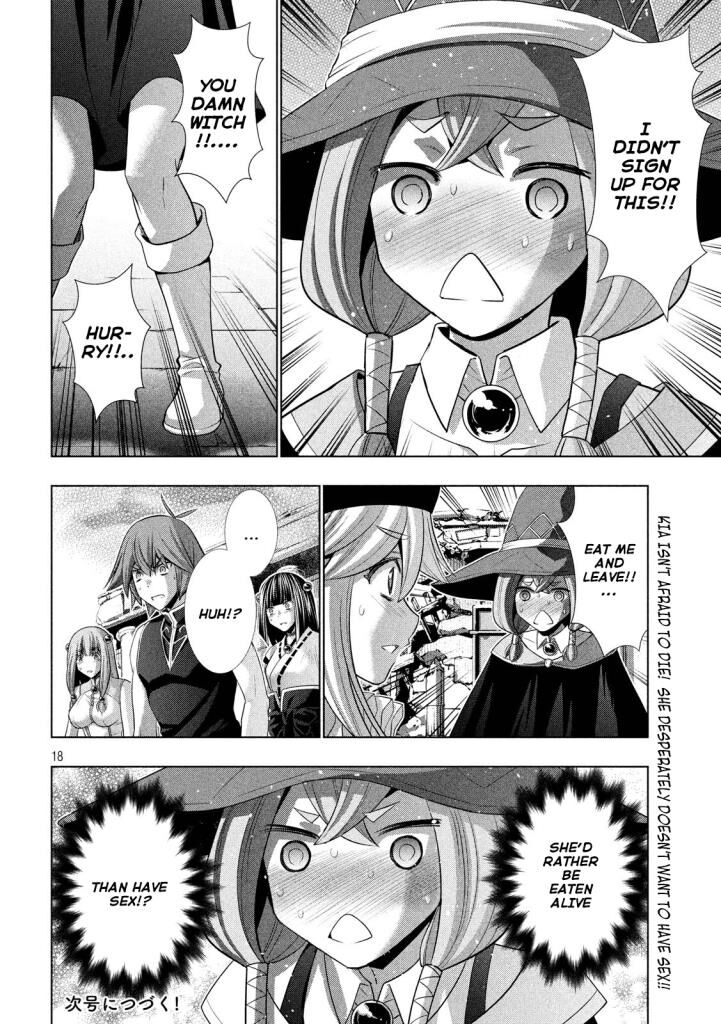 I
DIDN'T
SIGN
UP FOR
THIS!!
YOU
DAMN
WITCH
!!....
HUR-
RY!!..
EAT ME
AND
LEAVE!!
...
...
HUH!?
KIA ISN'T AFRAID TO DIE! SHE DESPERATELY DOESN'T WANT TO HAVE SEX!!
18
SHE'D
RATHER
BE
EATEN
ALIVE
THAN HAVE
SEX!?
次号につづく!